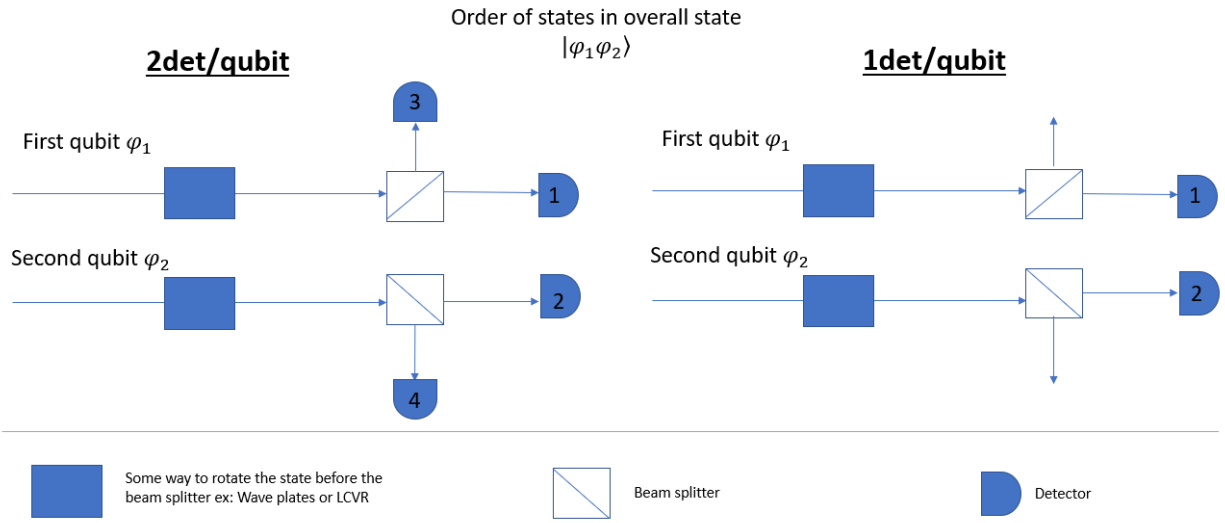 Order of states in overall state
|φ₁φ₂⟩
2det/qubit
1det/qubit
3
First qubit φ₁
First qubit φ₁
1
1
Second qubit φ₂
Second qubit φ₂
2
2
4
Some way to rotate the state before the
beam splitter ex: Wave plates or LCVR
Beam splitter
Detector